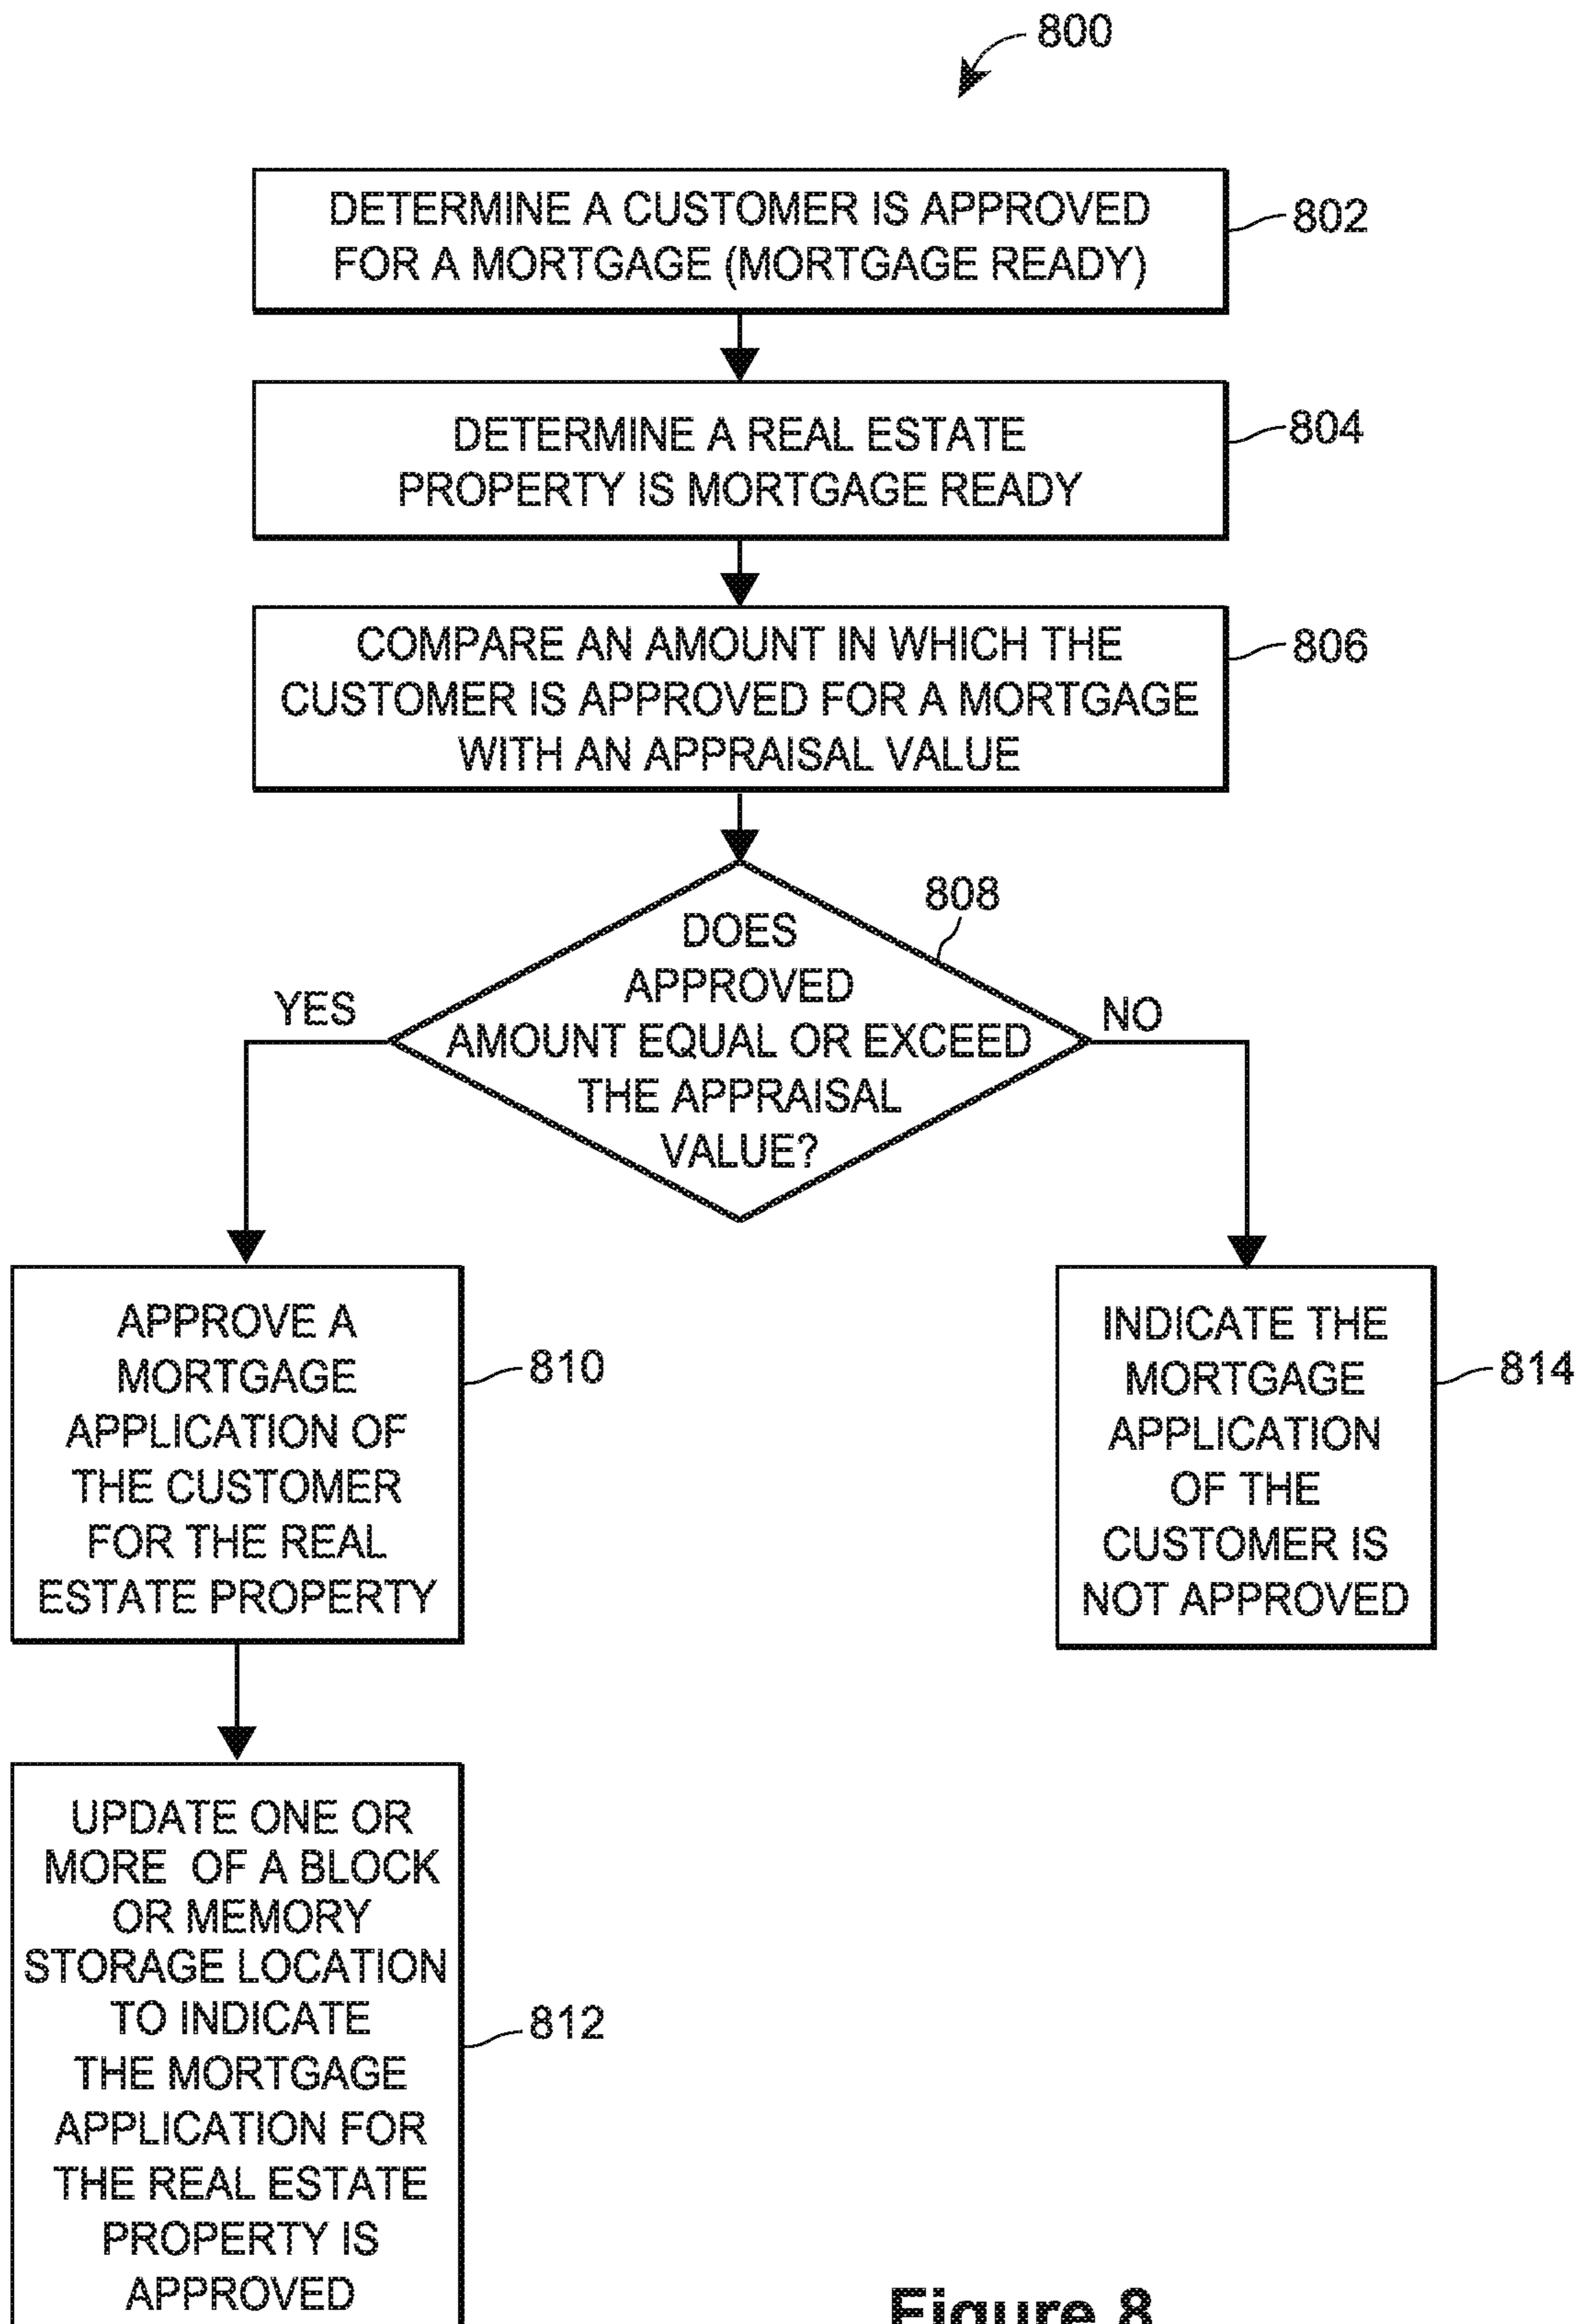 800
DETERMINE A CUSTOMER IS APPROVED
FOR A MORTGAGE (MORTGAGE READY)
802
DETERMINE A REAL ESTATE
PROPERTY IS MORTGAGE READY
804
COMPARE AN AMOUNT IN WHICH THE
CUSTOMER IS APPROVED FOR A MORTGAGE
WITH AN APPRAISAL VALUE
806
808
DOES
APPROVED
AMOUNT EQUAL OR EXCEED
THE APPRAISAL
VALUE?
YES
NO
APPROVE A
MORTGAGE
APPLICATION OF
THE CUSTOMER
FOR THE REAL
ESTATE PROPERTY
810
INDICATE THE
MORTGAGE
APPLICATION
OF THE
CUSTOMER IS
NOT APPROVED
814
UPDATE ONE OR
MORE OF A BLOCK
OR MEMORY
STORAGE LOCATION
TO INDICATE
THE MORTGAGE
APPLICATION FOR
THE REAL ESTATE
PROPERTY IS
APPROVED
812
Figure 8